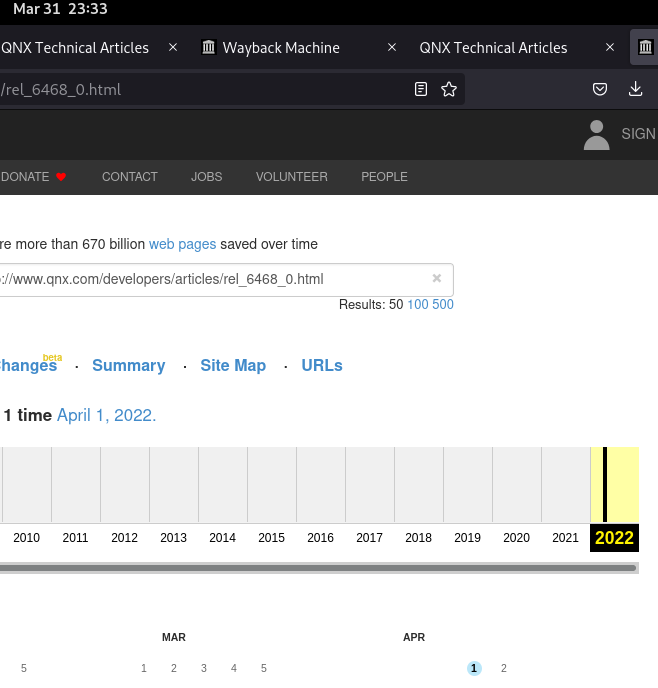 Mar 31 23:33
QNX Technical Articles × Wayback Machine × QNX Technical Articles ×
/rel_6468_0.html
SIGN
DONATE CONTACT JOBS VOLUNTEER PEOPLE
re more than 670 billion web pages saved over time
://www.qnx.com/developers/articles/rel_6468_0.html ×
Results: 50 100 500
hanges beta · Summary · Site Map · URLs
1 time April 1, 2022.
2010 2011 2012 2013 2014 2015 2016 2017 2018 2019 2020 2021 2022
MAR APR
5 1 2 3 4 5 1 2